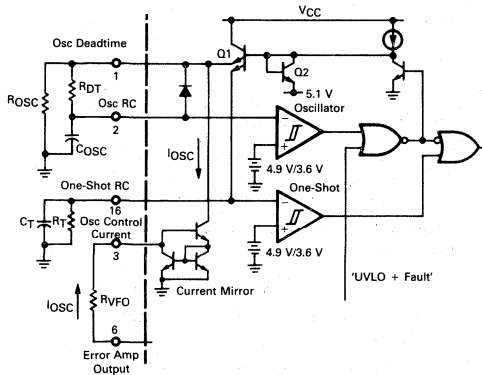 VCC
Osc Deadtime
1
Q1
Q2
5.1 V
RDT
ROSC
Osc RC
2
Oscillator
COSC
IOSC
4.9 V/3.6 V
One-Shot RC
16
One-Shot
CT
RT
Osc Control
Current
3
4.9 V/3.6 V
Current Mirror
'UVLO + Fault'
IOSC
RVFO
6
Error Amp
Output
−
+
−
+